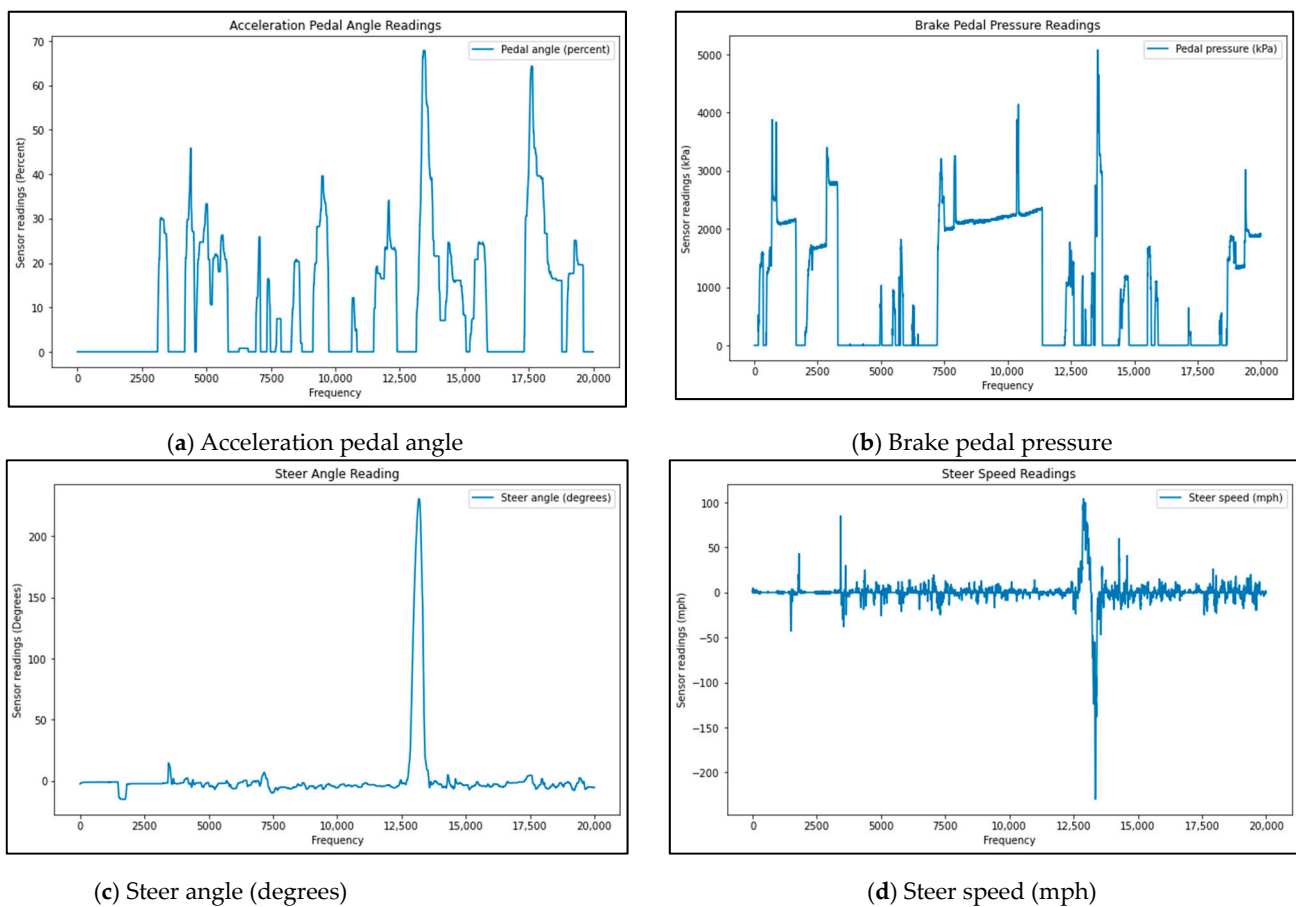 Acceleration Pedal Angle Readings
Pedal angle (percent)
70
60
50
40
30
20
10
0
Sensor readings (Percent)
0 2500 5000 7500 10,000 12,500 15,000 17,500 20,000
Frequency
(a) Acceleration pedal angle
Brake Pedal Pressure Readings
Pedal pressure (kPa)
5000
4000
3000
2000
1000
0
Sensor readings (kPa)
0 2500 5000 7500 10,000 12,500 15,000 17,500 20,000
Frequency
(b) Brake pedal pressure
Steer Angle Reading
Steer angle (degrees)
200
150
100
50
0
Sensor readings (Degrees)
0 2500 5000 7500 10,000 12,500 15,000 17,500 20,000
Frequency
(c) Steer angle (degrees)
Steer Speed Readings
Steer speed (mph)
100
50
0
−50
−100
−150
−200
Sensor readings (mph)
0 2500 5000 7500 10,000 12,500 15,000 17,500 20,000
Frequency
(d) Steer speed (mph)